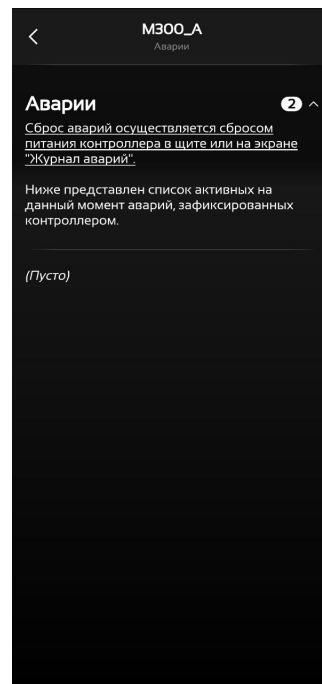 M300_A
Аварии
Аварии
2
Сброс аварий осуществляется сбросом
питания контроллера в щите или на экране
"Журнал аварий".
Ниже представлен список активных на
данный момент аварий, зафиксированных
контроллером.
(Пусто)